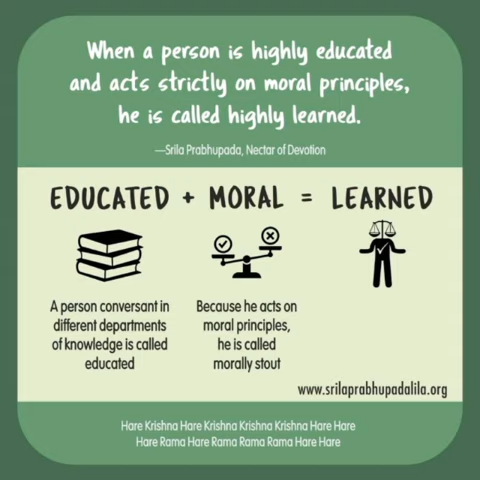 When a person is highly educated
and acts strictly on moral principles,
he is called highly learned.
—Srila Prabhupada, Nectar of Devotion
EDUCATED + MORAL = LEARNED
A person conversant in
different departments
of knowledge is called
educated
Because he acts on
moral principles,
he is called
morally stout
www.srilaprabhupadalila.org
Hare Krishna Hare Krishna Krishna Krishna Hare Hare
Hare Rama Hare Rama Rama Rama Hare Hare